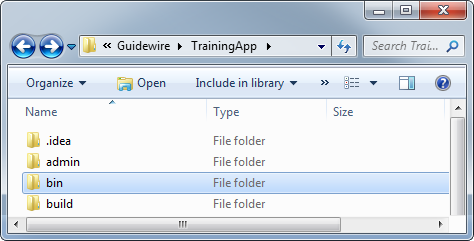 « Guidewire TrainingApp Search Trai...
Organize Open Include in library »
Name Type Size
.idea File folder
admin File folder
bin File folder
build File folder